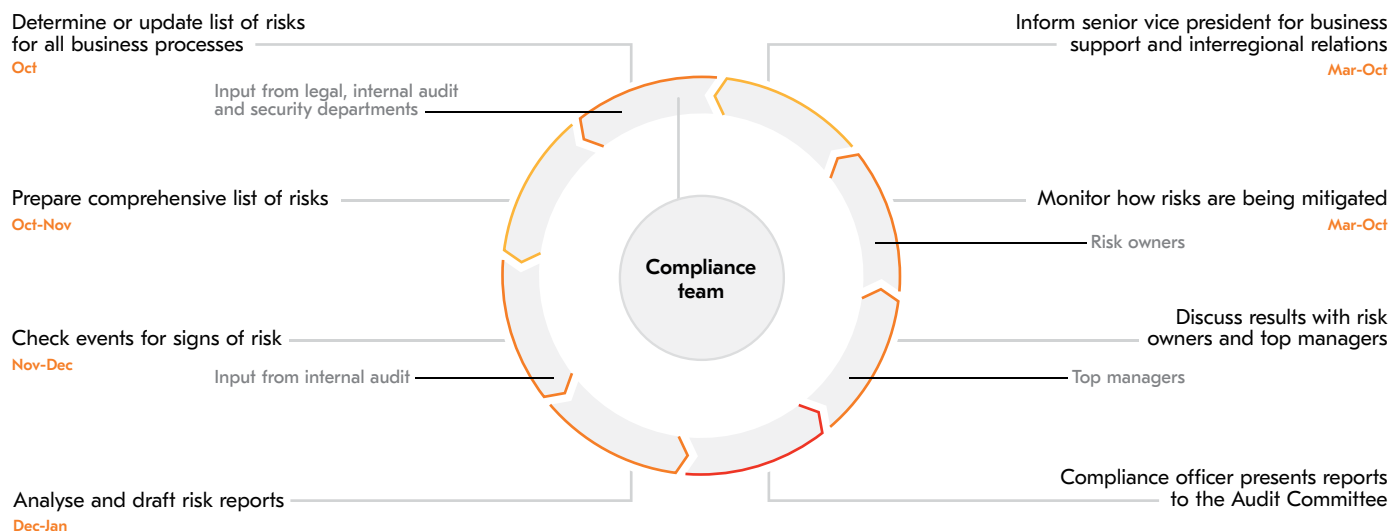 Determine or update list of risks
for all business processes
Oct
Input from legal, internal audit
and security departments
Prepare comprehensive list of risks
Oct-Nov
Check events for signs of risk
Nov-Dec
Input from internal audit
Analyse and draft risk reports
Dec-Jan
Compliance
team
Inform senior vice president for business
support and interregional relations
Mar-Oct
Monitor how risks are being mitigated
Mar-Oct
Risk owners
Discuss results with risk
owners and top managers
Top managers
Compliance officer presents reports
to the Audit Committee